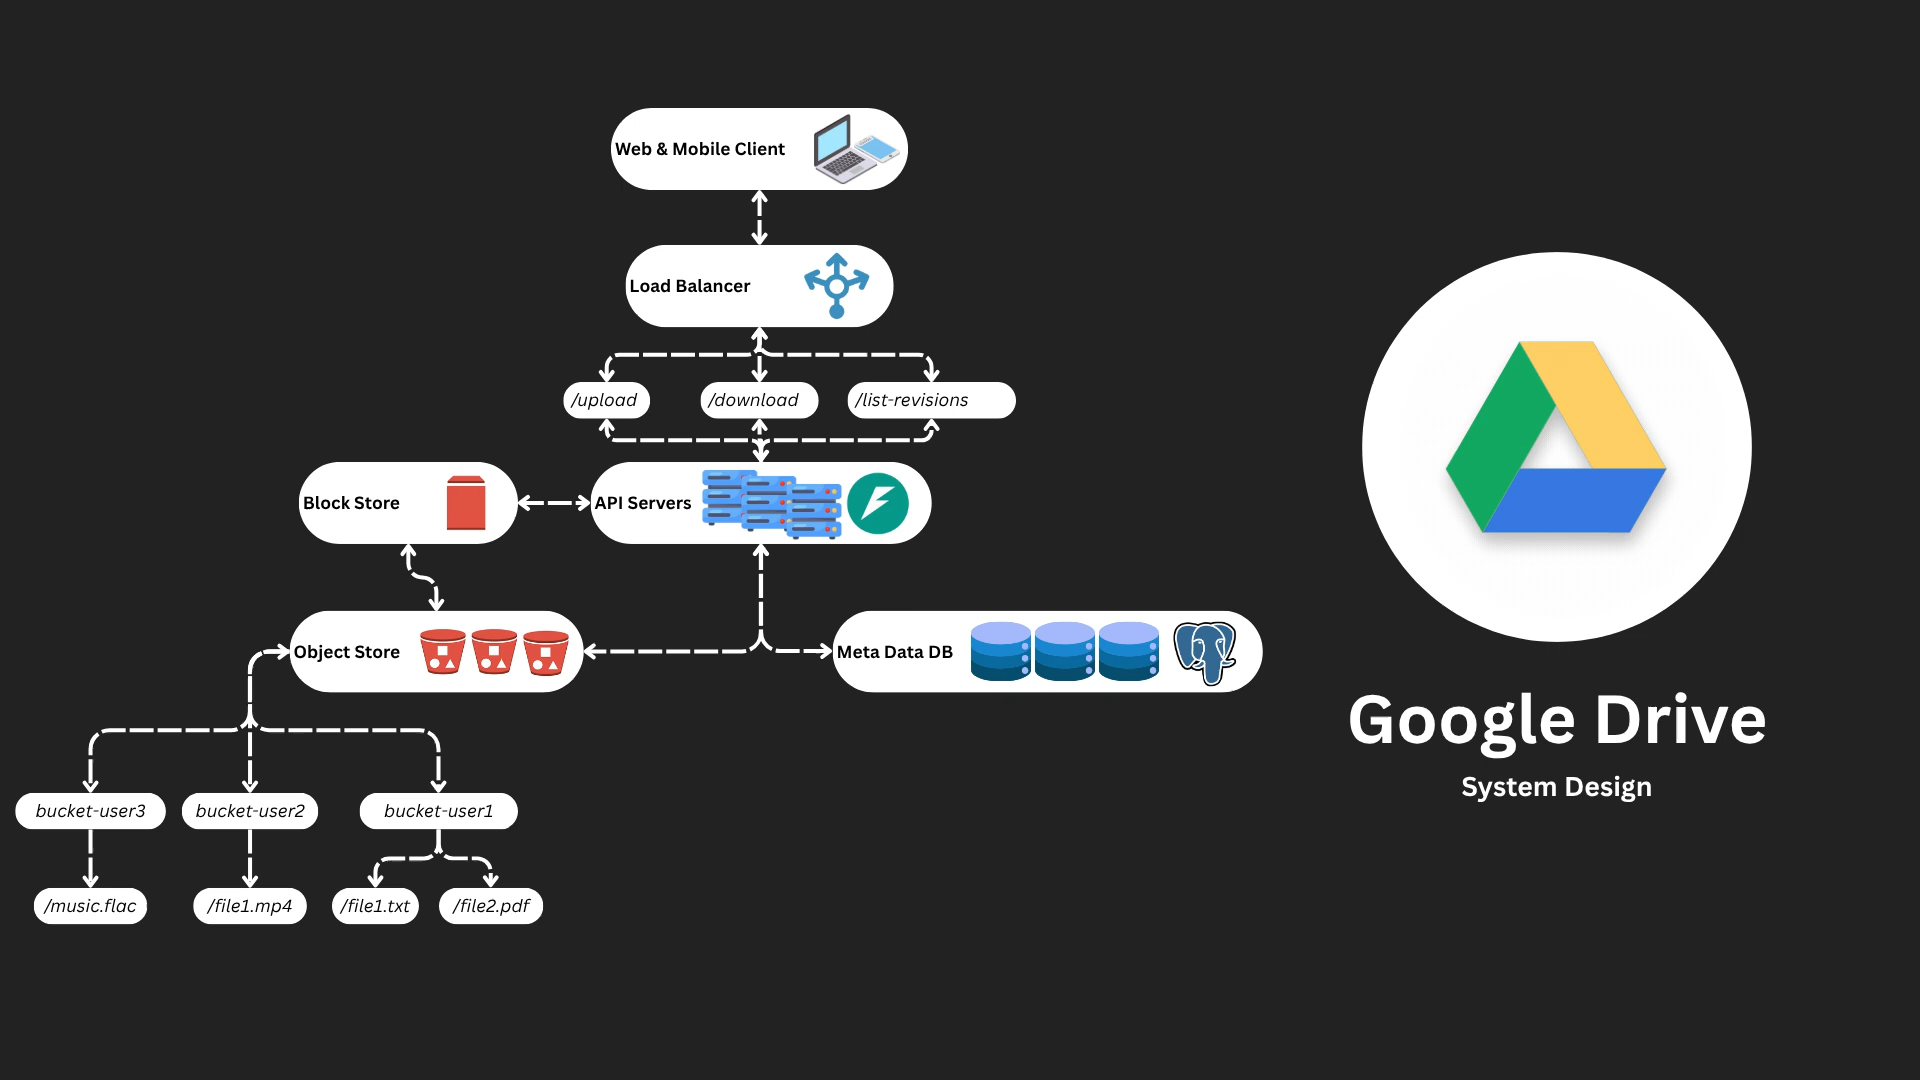 Web & Mobile Client
Load Balancer
/upload
/download
/list-revisions
Block Store
API Servers
Object Store
Meta Data DB
bucket-user3
bucket-user2
bucket-user1
/music.flac
/file1.mp4
/file1.txt
/file2.pdf
Google Drive
System Design